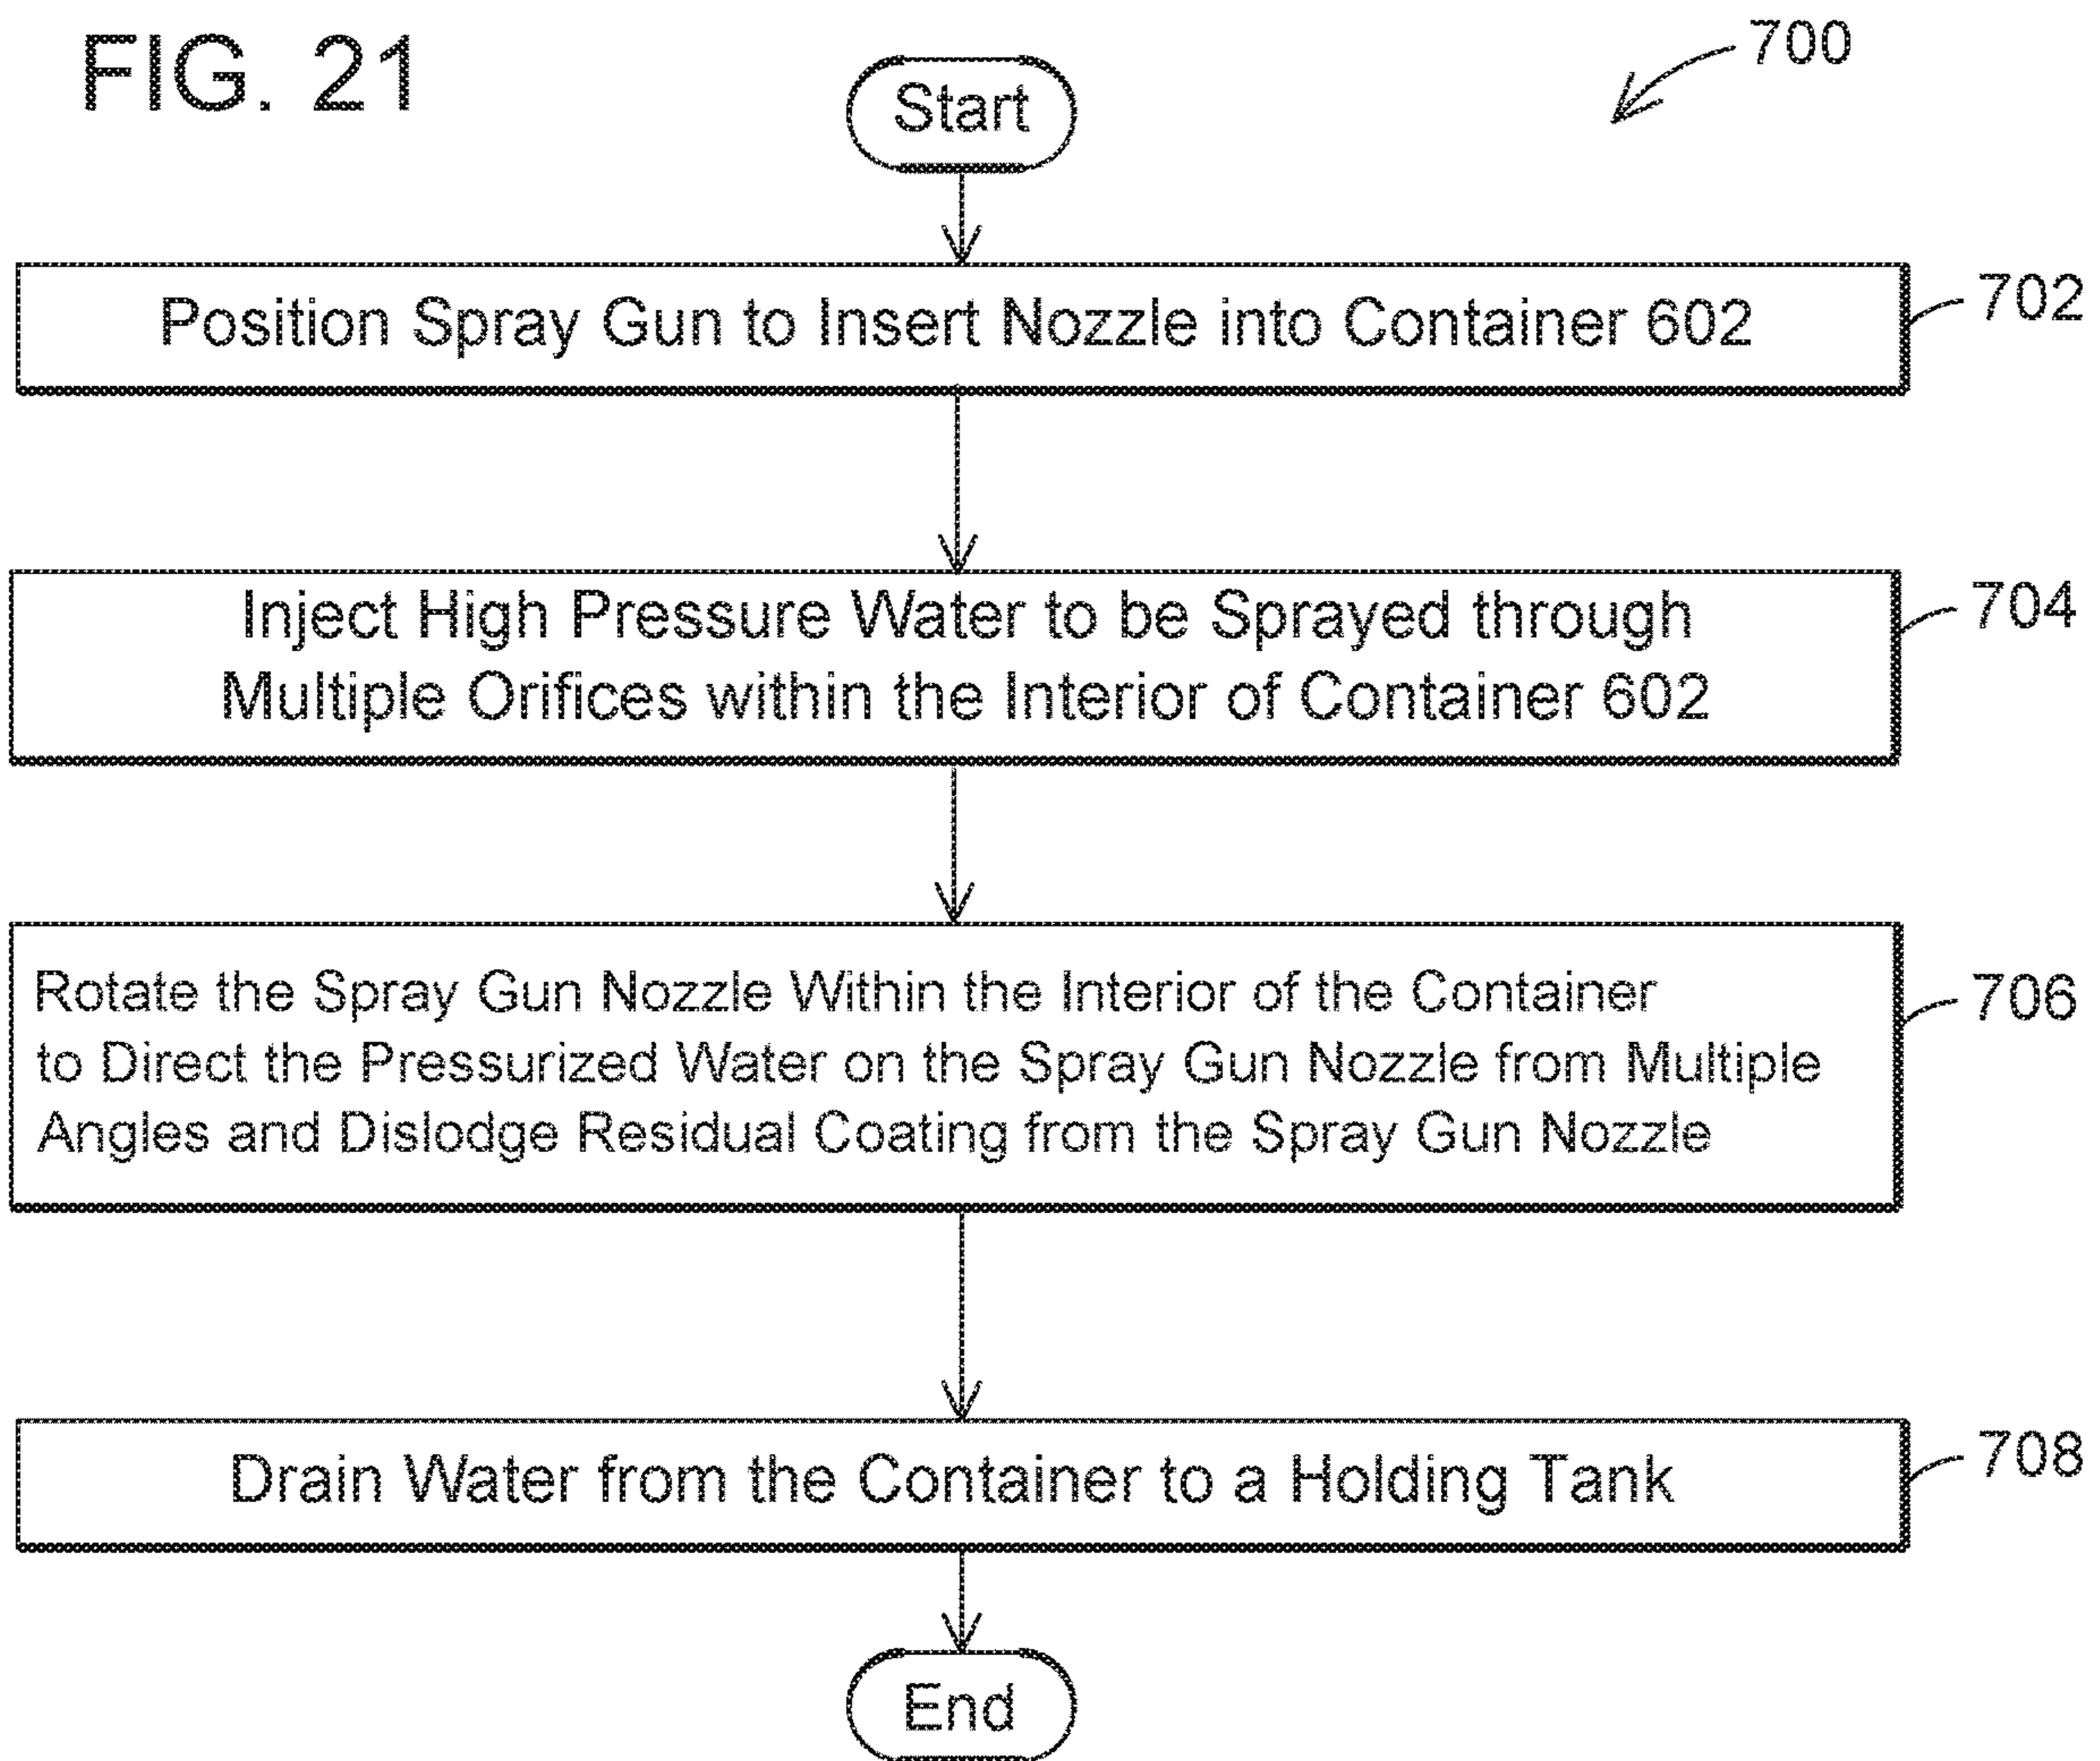 FIG. 21
700
Start
Position Spray Gun to Insert Nozzle into Container 602
702
Inject High Pressure Water to be Sprayed through
Multiple Orifices within the Interior of Container 602
704
Rotate the Spray Gun Nozzle Within the Interior of the Container
to Direct the Pressurized Water on the Spray Gun Nozzle from Multiple
Angles and Dislodge Residual Coating from the Spray Gun Nozzle
706
Drain Water from the Container to a Holding Tank
708
End